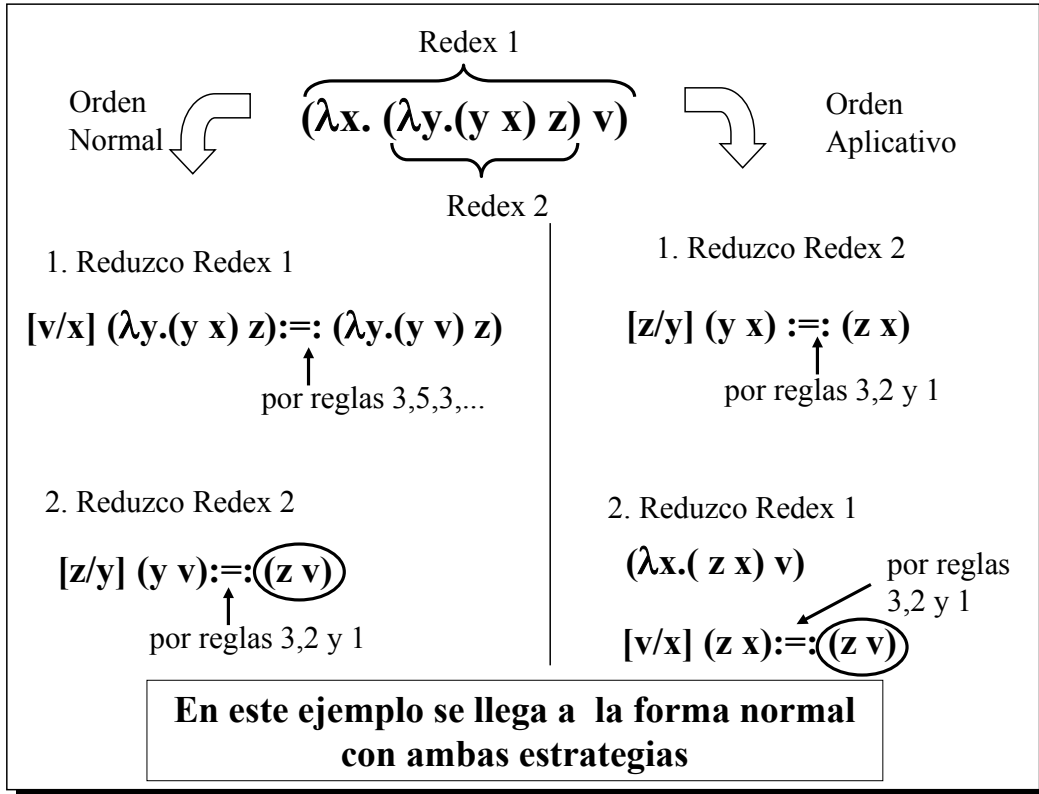 Redex 1
Orden
Normal
(λx. (λy.(y x) z) v)
Orden
Aplicativo
Redex 2
1. Reduzco Redex 1
[v/x] (λy.(y x) z):=: (λy.(y v) z)
por reglas 3,5,3,...
2. Reduzco Redex 2
[z/y] (y v):=:(z v)
por reglas 3,2 y 1
1. Reduzco Redex 2
[z/y] (y x) :=: (z x)
por reglas 3,2 y 1
2. Reduzco Redex 1
(λx.( z x) v)
por reglas
3,2 y 1
[v/x] (z x):=: (z v)
En este ejemplo se llega a la forma normal
con ambas estrategias